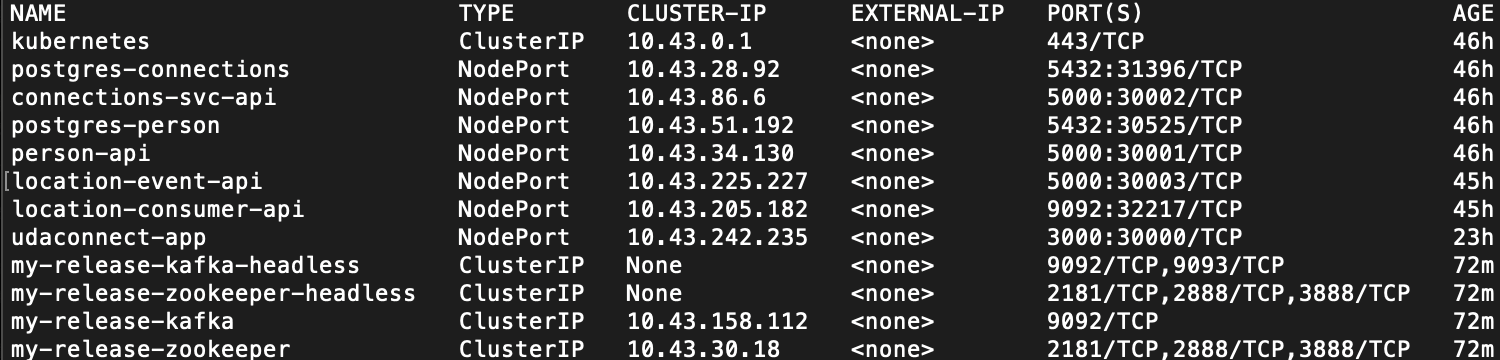 NAME TYPE CLUSTER-IP EXTERNAL-IP PORT(S) AGE
kubernetes ClusterIP 10.43.0.1 <none> 443/TCP 46h
postgres-connections NodePort 10.43.28.92 <none> 5432:31396/TCP 46h
connections-svc-api NodePort 10.43.86.6 <none> 5000:30002/TCP 46h
postgres-person NodePort 10.43.51.192 <none> 5432:30525/TCP 46h
person-api NodePort 10.43.34.130 <none> 5000:30001/TCP 46h
[location-event-api NodePort 10.43.225.227 <none> 5000:30003/TCP 45h
location-consumer-api NodePort 10.43.205.182 <none> 9092:32217/TCP 45h
udaconnect-app NodePort 10.43.242.235 <none> 3000:30000/TCP 23h
my-release-kafka-headless ClusterIP None <none> 9092/TCP,9093/TCP 72m
my-release-zookeeper-headless ClusterIP None <none> 2181/TCP,2888/TCP,3888/TCP 72m
my-release-kafka ClusterIP 10.43.158.112 <none> 9092/TCP 72m
my-release-zookeeper ClusterIP 10.43.30.18 <none> 2181/TCP,2888/TCP,3888/TCP 72m